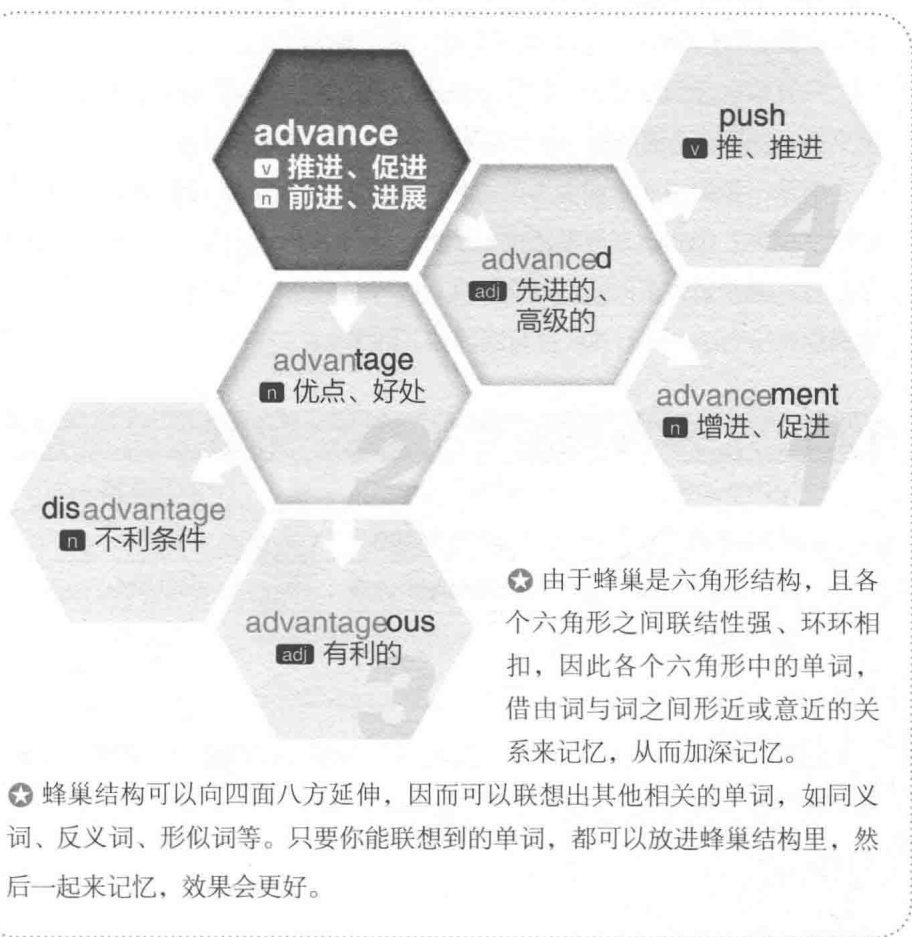 advance
v 推进、促进
n 前进、进展
push
v 推、推进
4
advanced
adj 先进的、
高级的
advantage
n 优点、好处
2
advancement
n 增进、促进
1
disadvantage
n 不利条件
advantageous
adj 有利的
3
由于蜂巢是六角形结构，且各
个六角形之间联结性强、环环相
扣，因此各个六角形中的单词，
借由词与词之间形近或意近的关
系来记忆，从而加深记忆。
蜂巢结构可以向四面八方延伸，因而可以联想出其他相关的单词，如同义
词、反义词、形似词等。只要你能联想到的单词，都可以放进蜂巢结构里，然
后一起来记忆，效果会更好。